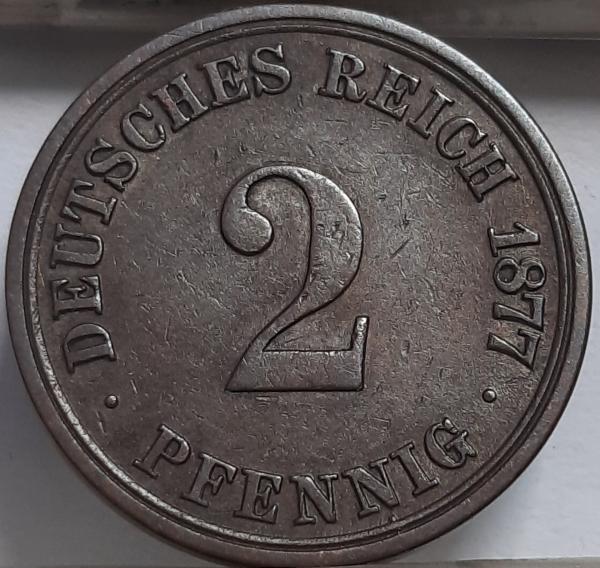 DEUTSCHES REICH 1877
2
· PFENNIG ·